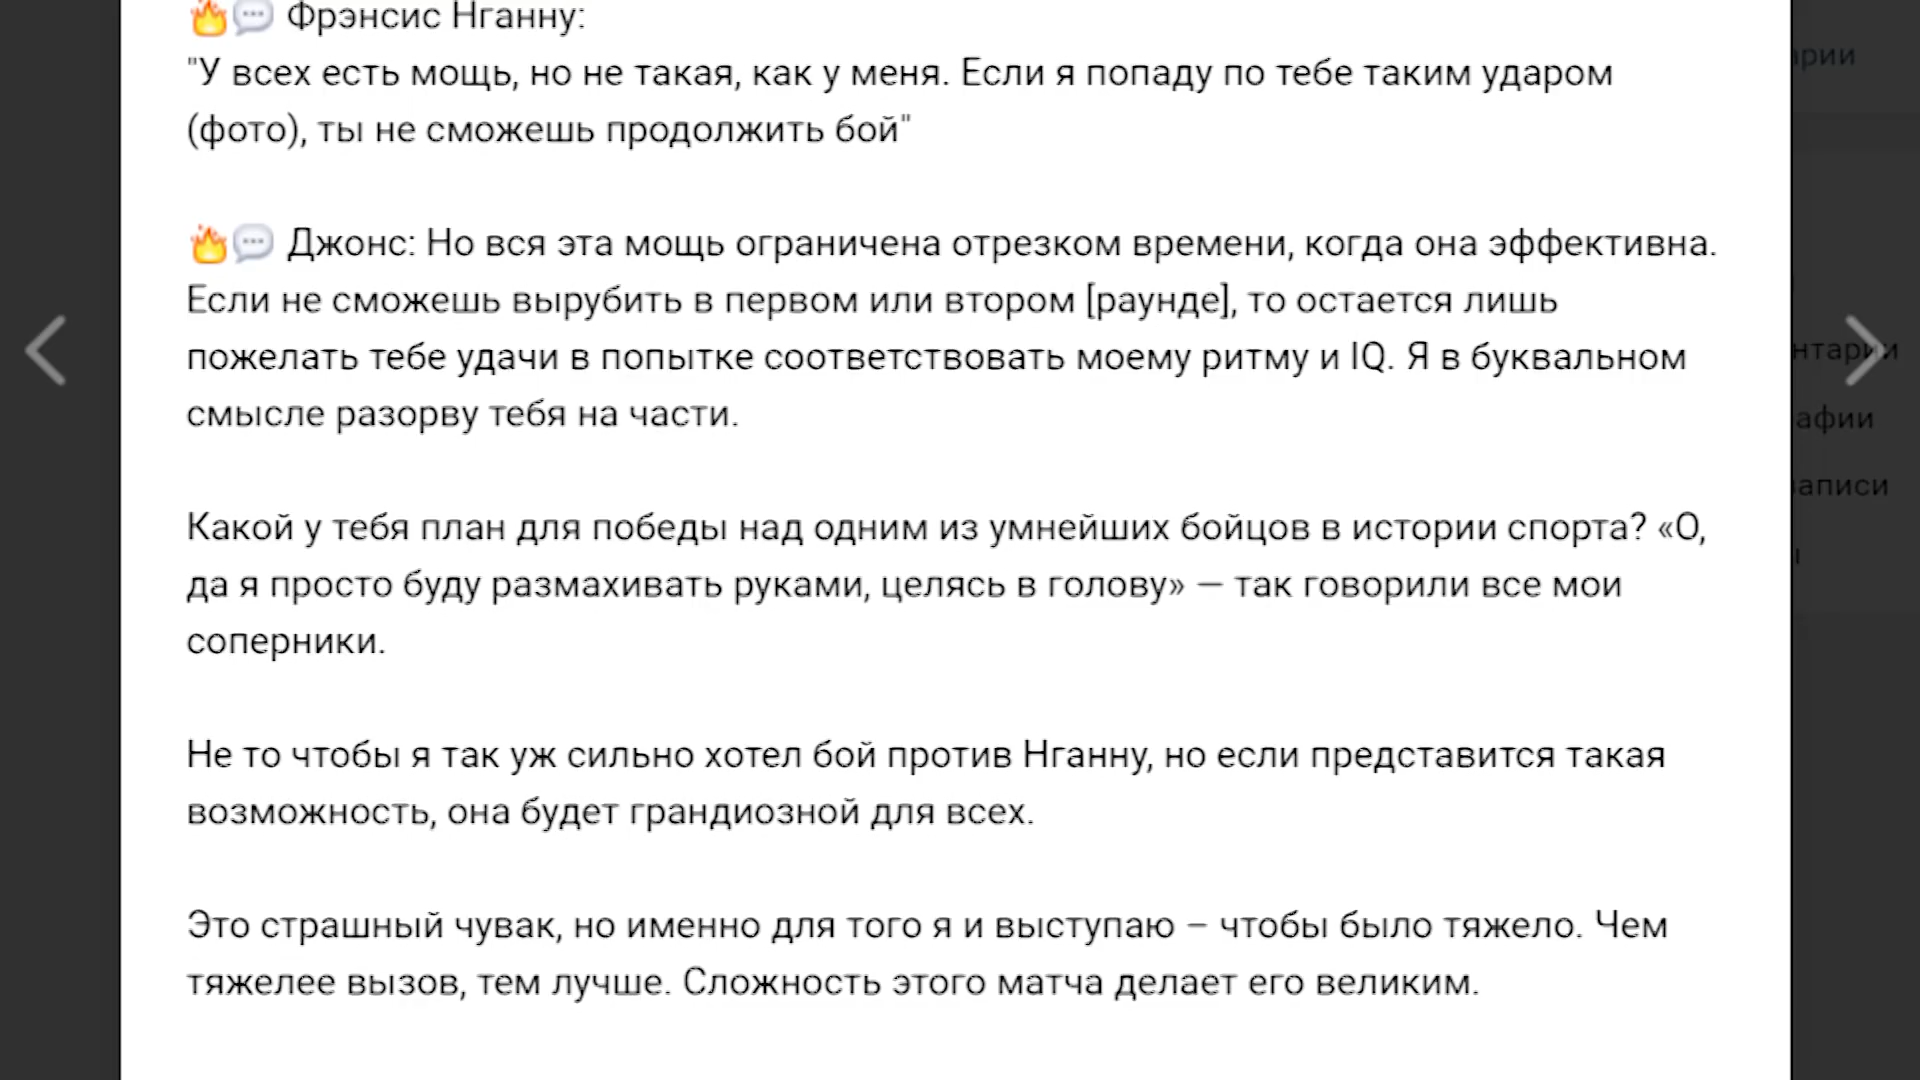 Фрэнсис Нганну:
"У всех есть мощь, но не такая, как у меня. Если я попаду по тебе таким ударом
(фото), ты не сможешь продолжить бой"
Джонс: Но вся эта мощь ограничена отрезком времени, когда она эффективна.
Если не сможешь вырубить в первом или втором [раунде], то остается лишь
пожелать тебе удачи в попытке соответствовать моему ритму и IQ. Я в буквальном
смысле разорву тебя на части.
Какой у тебя план для победы над одним из умнейших бойцов в истории спорта? «О,
да я просто буду размахивать руками, целясь в голову» — так говорили все мои
соперники.
Не то чтобы я так уж сильно хотел бой против Нганну, но если представится такая
возможность, она будет грандиозной для всех.
Это страшный чувак, но именно для того я и выступаю – чтобы было тяжело. Чем
тяжелее вызов, тем лучше. Сложность этого матча делает его великим.